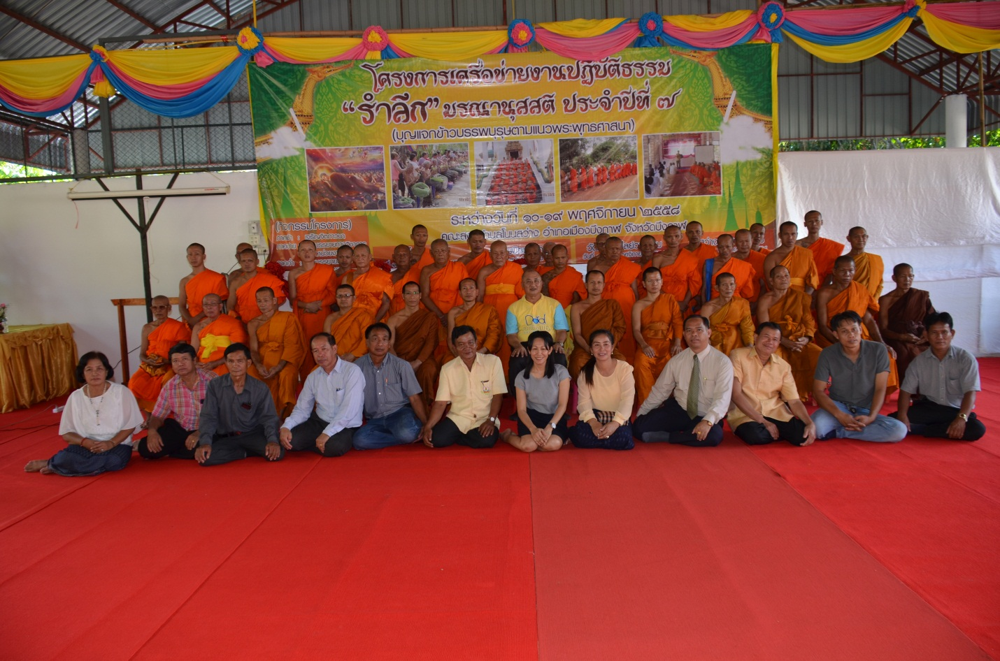 โครงการเครือข่ายงานปฏิบัติธรรม
“รำลึก” มรณานุสสติ ประจำปีที่ ๗
(บุญแจกข้าวบรรพบุรุษตามแนวพระพุทธศาสนา)
ระหว่างวันที่ ๑๐-๑๙ พฤศจิกายน ๒๕๕๘
คณะสงฆ์ตำบลโนนสว่าง อำเภอเมืองบึงกาฬ จังหวัดบึงกาฬ
(กิจกรรมโครงการ)